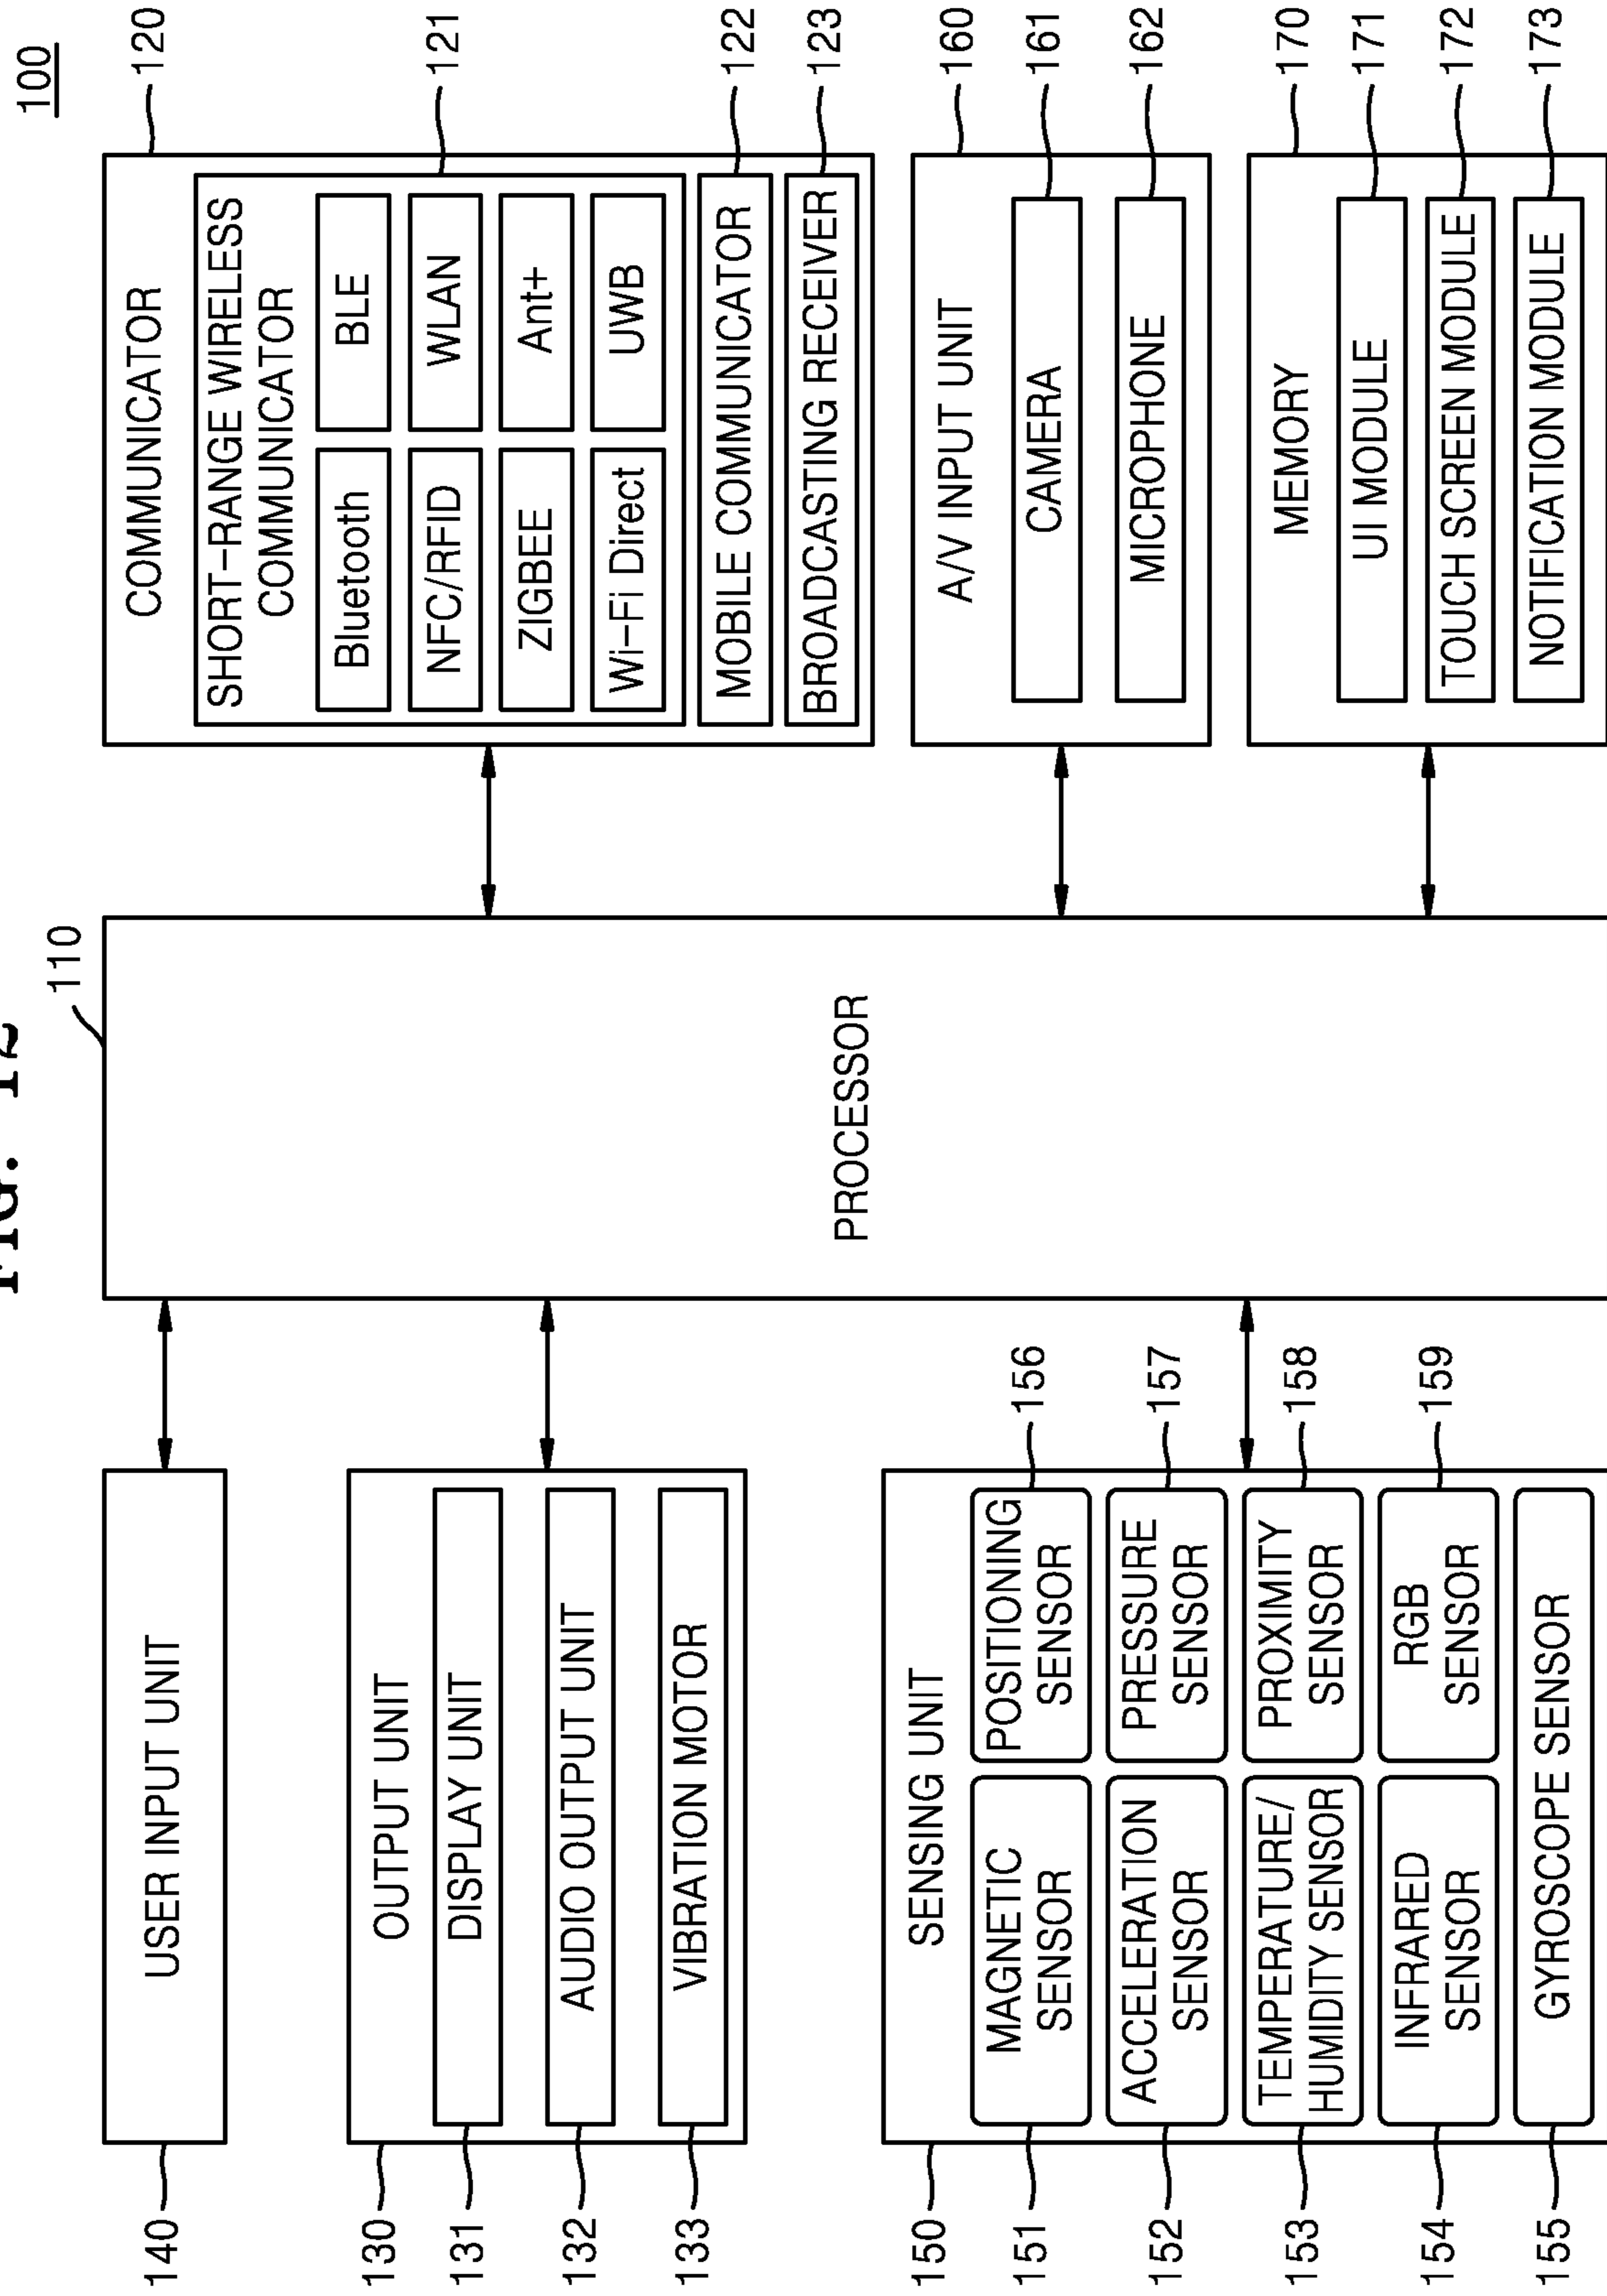 FIG. 12
100
110
PROCESSOR
140
USER INPUT UNIT
130
OUTPUT UNIT
131
DISPLAY UNIT
132
AUDIO OUTPUT UNIT
133
VIBRATION MOTOR
150
SENSING UNIT
151
MAGNETIC
SENSOR
POSITIONING
SENSOR
156
152
ACCELERATION
SENSOR
PRESSURE
SENSOR
157
153
TEMPERATURE/
HUMIDITY SENSOR
PROXIMITY
SENSOR
158
154
INFRARED
SENSOR
RGB
SENSOR
159
155
GYROSCOPE SENSOR
COMMUNICATOR
120
SHORT-RANGE WIRELESS
COMMUNICATOR
121
Bluetooth
BLE
NFC/RFID
WLAN
ZIGBEE
Ant+
Wi-Fi Direct
UWB
MOBILE COMMUNICATOR
122
BROADCASTING RECEIVER
123
A/V INPUT UNIT
160
CAMERA
161
MICROPHONE
162
MEMORY
170
UI MODULE
171
TOUCH SCREEN MODULE
172
NOTIFICATION MODULE
173